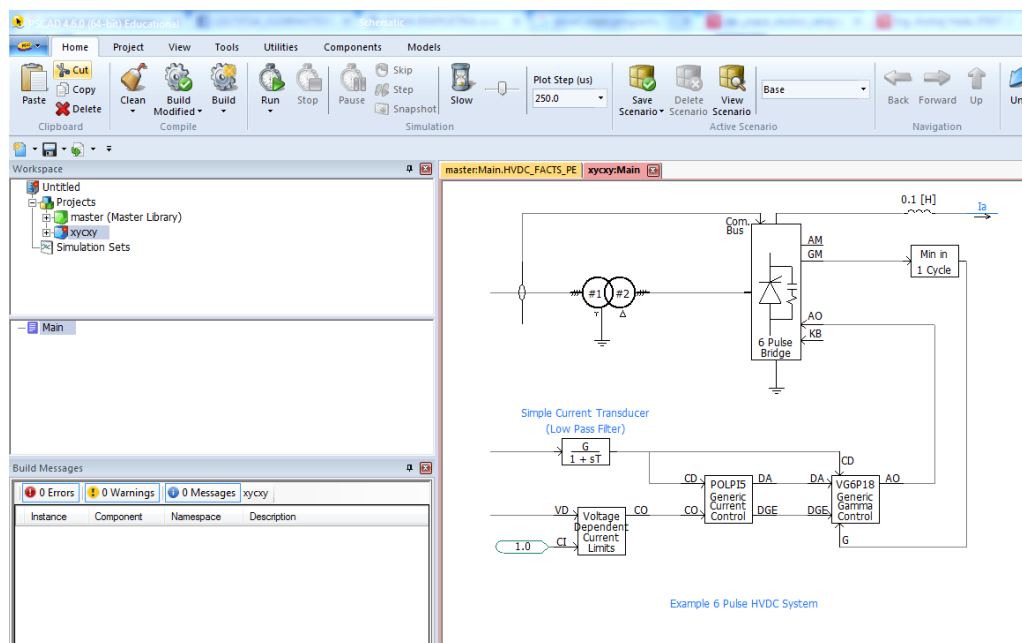 PSCAD 4.6.0 (64-bit) Educational
Schematic
Home Project View Tools Utilities Components Models
Paste
Cut
Copy
Delete
Clipboard
Clean
Build Modified
Build
Compile
Run
Stop
Pause
Skip
Step
Snapshot
Slow
Plot Step (us)
250.0
Simulation
Save Scenario
Delete Scenario
View Scenario
Base
Active Scenario
Back Forward Up
Navigation
Un
Workspace
Untitled
Projects
master (Master Library)
xycxy
Simulation Sets
Main
Build Messages
0 Errors 0 Warnings 0 Messages xycxy
Instance Component Namespace Description
master:Main.HVDC_FACTS_PE xycxy:Main
0.1 [H]
Ia
Com.
Bus
AM
GM
Min in
1 Cycle
#1 #2
Y Δ
AO
KB
6 Pulse
Bridge
Simple Current Transducer
(Low Pass Filter)
G
1 + sT
CD
CD
POLPI5
Generic
Current
Control
DA
DA
VG6P18
Generic
Gamma
Control
AO
VD
Voltage
Dependent
Current
Limits
CO
CO
DGE
DGE
1.0
CI
G
Example 6 Pulse HVDC System